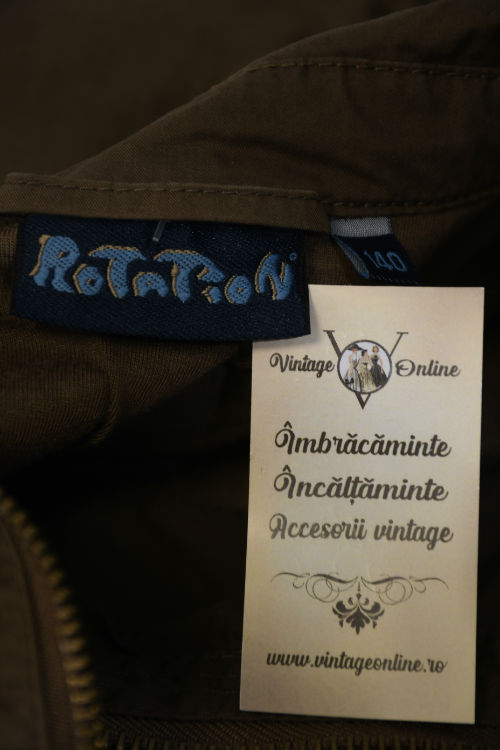 ROTATION
140
Vintage Online
Îmbrăcăminte
Încălțăminte
Accesorii vintage
www.vintageonline.ro